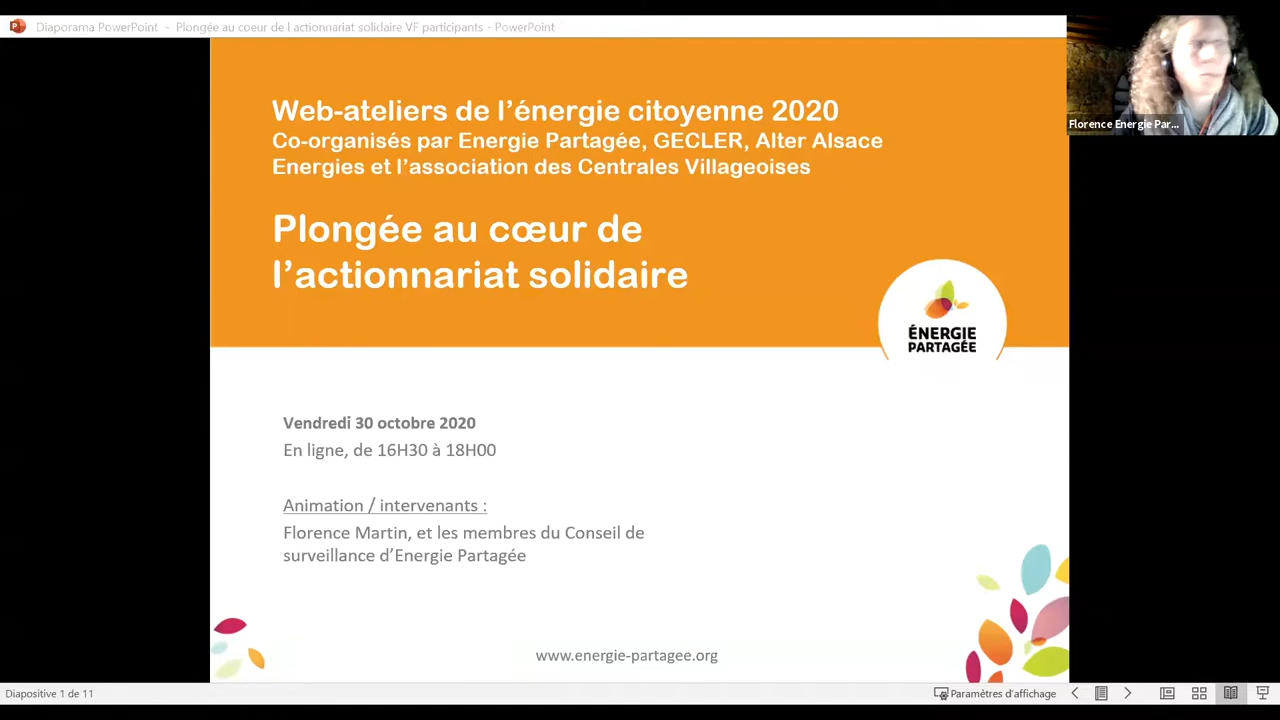 Diaporama PowerPoint - Plongée au coeur de l actionnariat solidaire VF participants - PowerPoint
Web-ateliers de l’énergie citoyenne 2020
Co-organisés par Energie Partagée, GECLER, Alter Alsace
Energies et l’association des Centrales Villageoises
Plongée au cœur de
l’actionnariat solidaire
ÉNERGIE
PARTAGÉE
Vendredi 30 octobre 2020
En ligne, de 16H30 à 18H00
Animation / intervenants :
Florence Martin, et les membres du Conseil de
surveillance d’Energie Partagée
www.energie-partagee.org
Florence Energie Par...
Diapositive 1 de 11
Paramètres d'affichage